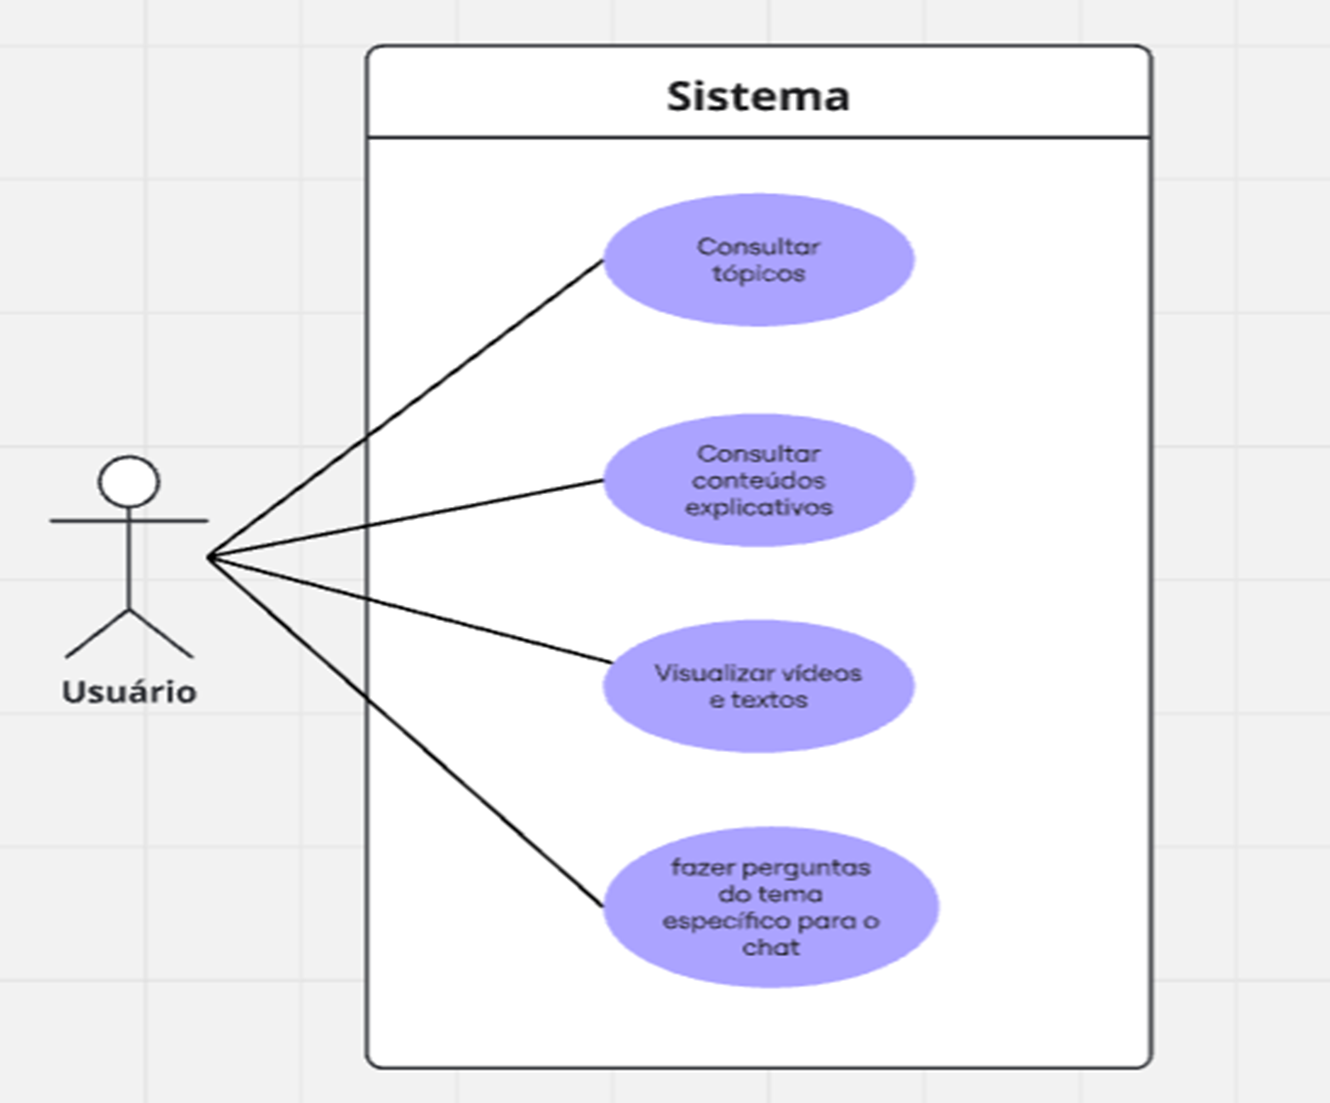 Sistema
Consultar
tópicos
Consultar
conteúdos
explicativos
Visualizar vídeos
e textos
fazer perguntas
do tema
específico para o
chat
Usuário